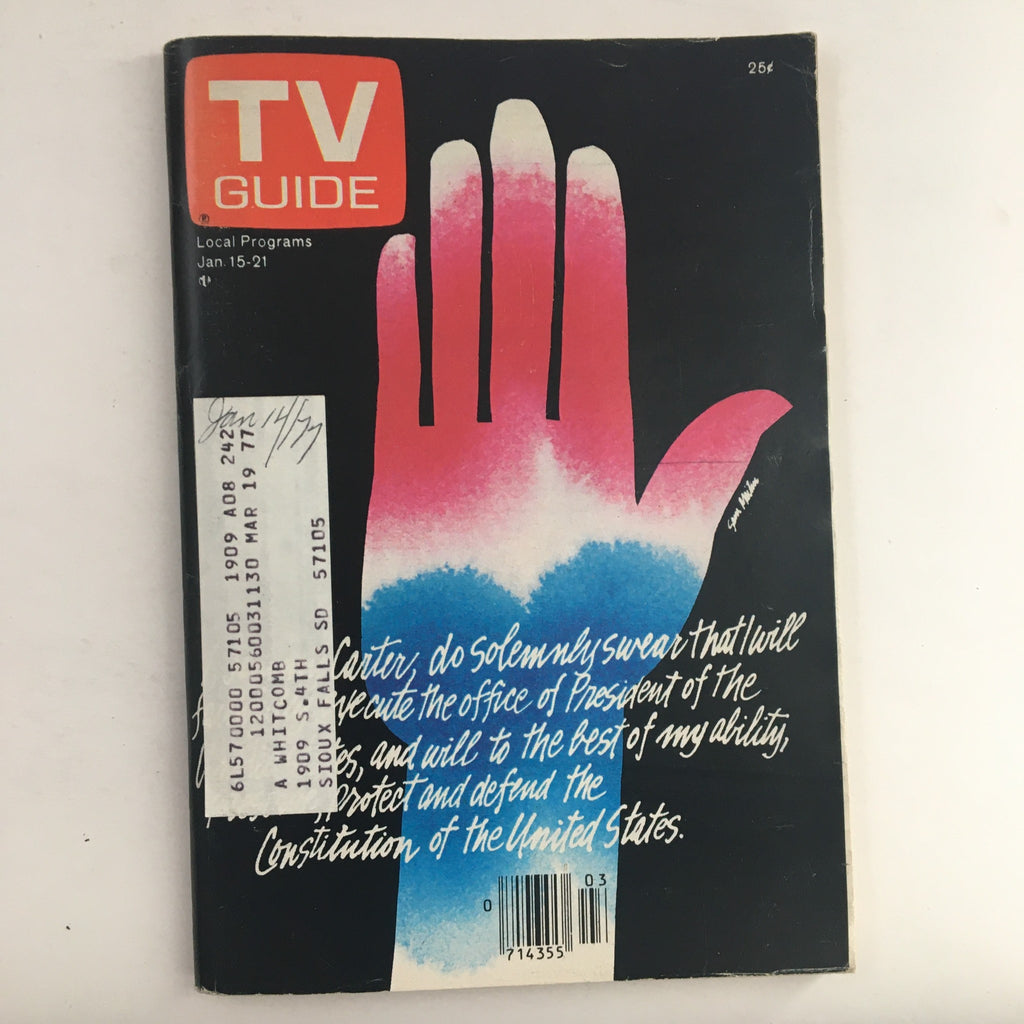 TV
GUIDE
25¢
Local Programs
Jan. 15-21
Jan 14/77
6L570000 57105 1909 A08 242
120005600031130 MAR 19 77
A WHITCOMB
1909 S.4TH
SIOUX FALLS SD 57105
Carter, do solemnly swear that I will
the office of President of the
and will to the best of my ability,
protect and defend the
Constitution of the United States.
0
714355
03